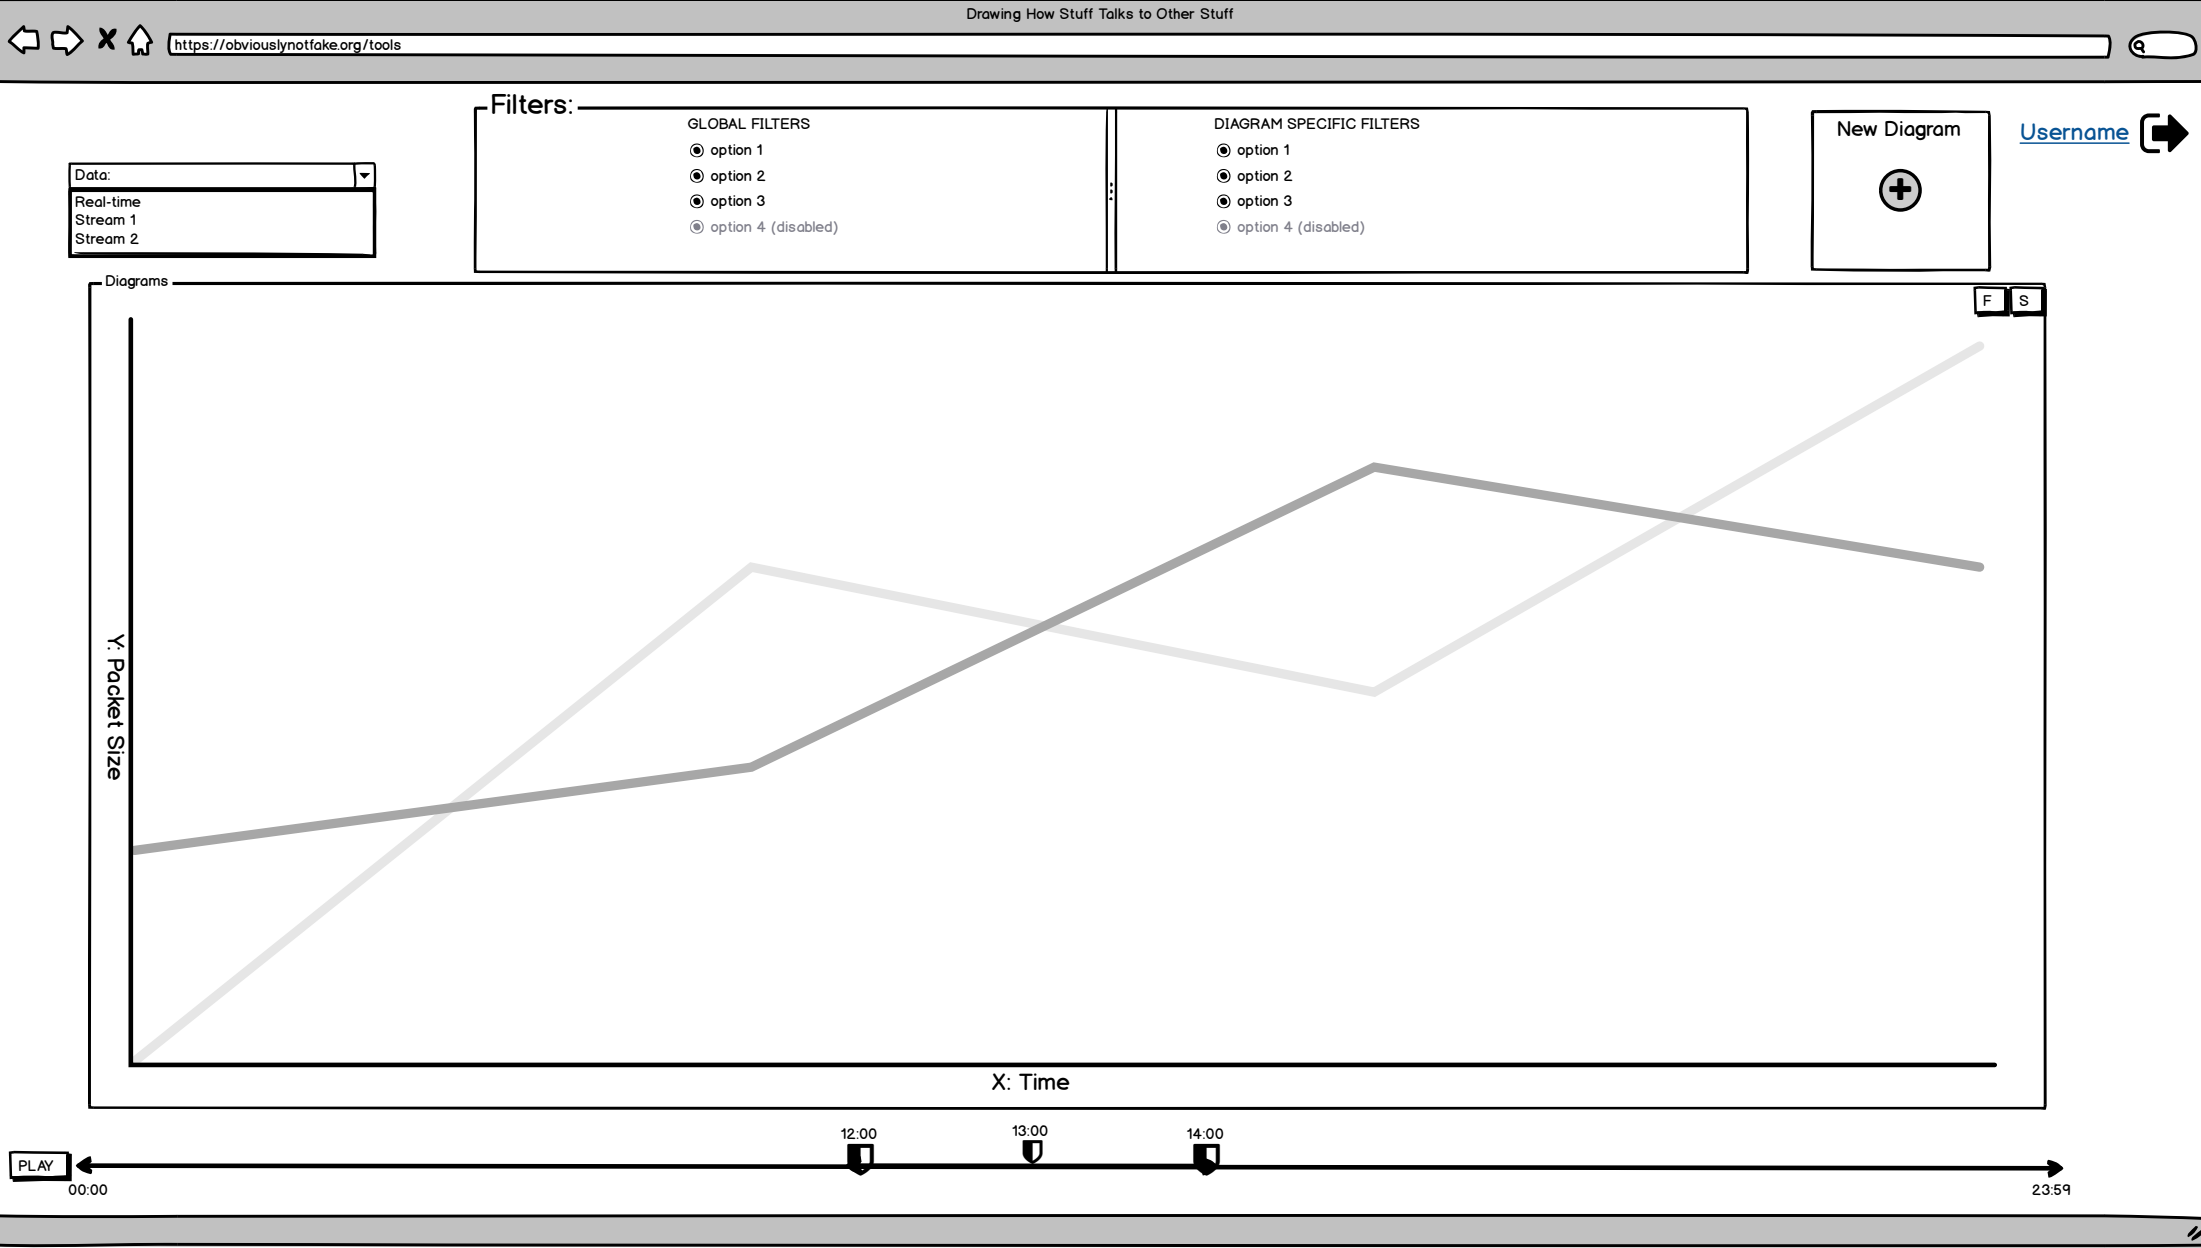 Drawing How Stuff Talks to Other Stuff
https://obviouslynotfake.org/tools
Filters:
GLOBAL FILTERS
option 1
option 2
option 3
option 4 (disabled)
DIAGRAM SPECIFIC FILTERS
option 1
option 2
option 3
option 4 (disabled)
New Diagram
Username
Data:
Real-time
Stream 1
Stream 2
Diagrams
F
S
Y: Packet Size
X: Time
12:00
13:00
14:00
PLAY
00:00
23:59